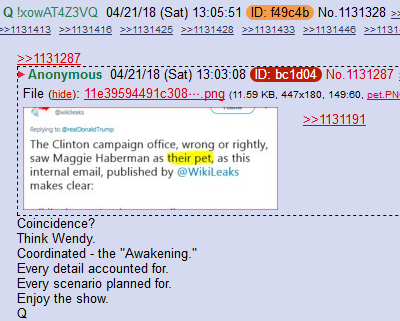 Q !xowAT4Z3VQ 04/21/18 (Sat) 13:05:51 ID: f49c4b No.1131328
>>1131413 >>1131416 >>1131425 >>1131428 >>1131433 >>1131446
>>1131287
Anonymous 04/21/18 (Sat) 13:03:08 ID: bc1d04 No.1131287
File (hide): 11e39594491c308⋯.png (11.59 KB, 447x180, 149:60, pet.PN
>>1131191
@wikileaks
Replying to @realDonaldTrump
The Clinton campaign office, wrong or rightly,
saw Maggie Haberman as their pet, as this
internal email, published by @WikiLeaks
makes clear:
Coincidence?
Think Wendy.
Coordinated - the "Awakening."
Every detail accounted for.
Every scenario planned for.
Enjoy the show.
Q